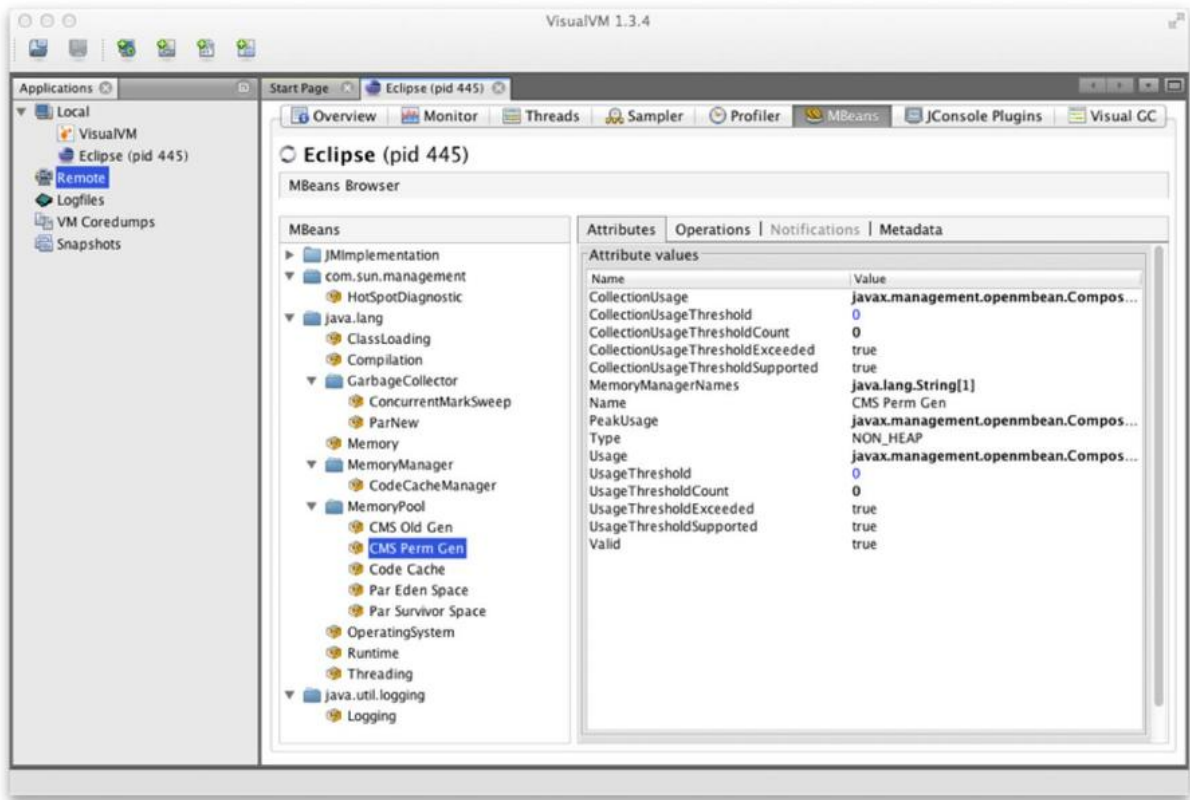 VisualVM 1.3.4
Applications
Start Page
Eclipse (pid 445)
Local
VisualVM
Eclipse (pid 445)
Remote
Logfiles
VM Coredumps
Snapshots
Overview
Monitor
Threads
Sampler
Profiler
MBeans
JConsole Plugins
Visual GC
Eclipse (pid 445)
MBeans Browser
MBeans
JMImplementation
com.sun.management
HotSpotDiagnostic
java.lang
ClassLoading
Compilation
GarbageCollector
ConcurrentMarkSweep
ParNew
Memory
MemoryManager
CodeCacheManager
MemoryPool
CMS Old Gen
CMS Perm Gen
Code Cache
Par Eden Space
Par Survivor Space
OperatingSystem
Runtime
Threading
java.util.logging
Logging
Attributes
Operations
Notifications
Metadata
Attribute values
Name Value
CollectionUsage javax.management.openmbean.Compos...
CollectionUsageThreshold 0
CollectionUsageThresholdCount 0
CollectionUsageThresholdExceeded true
CollectionUsageThresholdSupported true
MemoryManagerNames java.lang.String[1]
Name CMS Perm Gen
PeakUsage javax.management.openmbean.Compos...
Type NON_HEAP
Usage javax.management.openmbean.Compos...
UsageThreshold 0
UsageThresholdCount 0
UsageThresholdExceeded true
UsageThresholdSupported true
Valid true